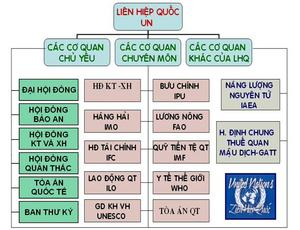 LIÊN HIỆP QUỐC
UN
CÁC CƠ QUAN
CHỦ YẾU
CÁC CƠ QUAN
CHUYÊN MÔN
CÁC CƠ QUAN
KHÁC CỦA LHQ
ĐẠI HỘI ĐỒNG
HỘI ĐỒNG
BẢO AN
HỘI ĐỒNG
KT VÀ XH
HỘI ĐỒNG
QUẢN THÁC
TÒA ÁN
QUỐC TẾ
BAN THƯ KÝ
HĐ KT -XH
HÀNG HẢI
IMO
HĐ TÀI CHÍNH
IFC
LAO ĐỘNG QT
ILO
GD KH VH
UNESCO
BƯU CHÍNH
IPU
LƯƠNG NÔNG
FAO
QUỸ TIỀN TỆ QT
IMF
Y TẾ THẾ GIỚI
WHO
TÒA ÁN QT
NĂNG LƯỢNG
NGUYÊN TỬ
IAEA
H. ĐỊNH CHUNG
THUẾ QUAN
MẬU DỊCH-GATT
United Nations